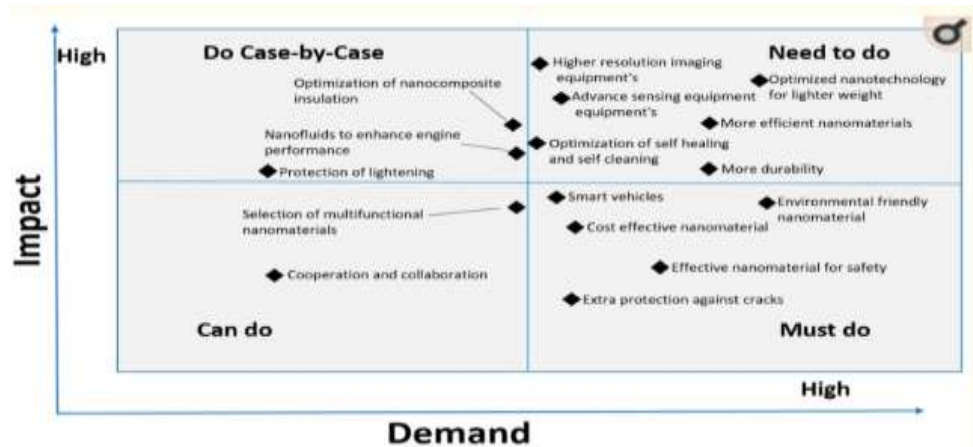 High
Do Case-by-Case
Optimization of nanocomposite
insulation
Nanofluids to enhance engine
performance
Protection of lightening
Need to do
Higher resolution imaging
equipment's
Optimized nanotechnology
for lighter weight
Advance sensing equipment
equipment's
More efficient nanomaterials
Optimization of self healing
and self cleaning
More durability
Impact
Selection of multifunctional
nanomaterials
Cooperation and collaboration
Can do
Smart vehicles
Environmental friendly
nanomaterial
Cost effective nanomaterial
Effective nanomaterial for safety
Extra protection against cracks
Must do
High
Demand